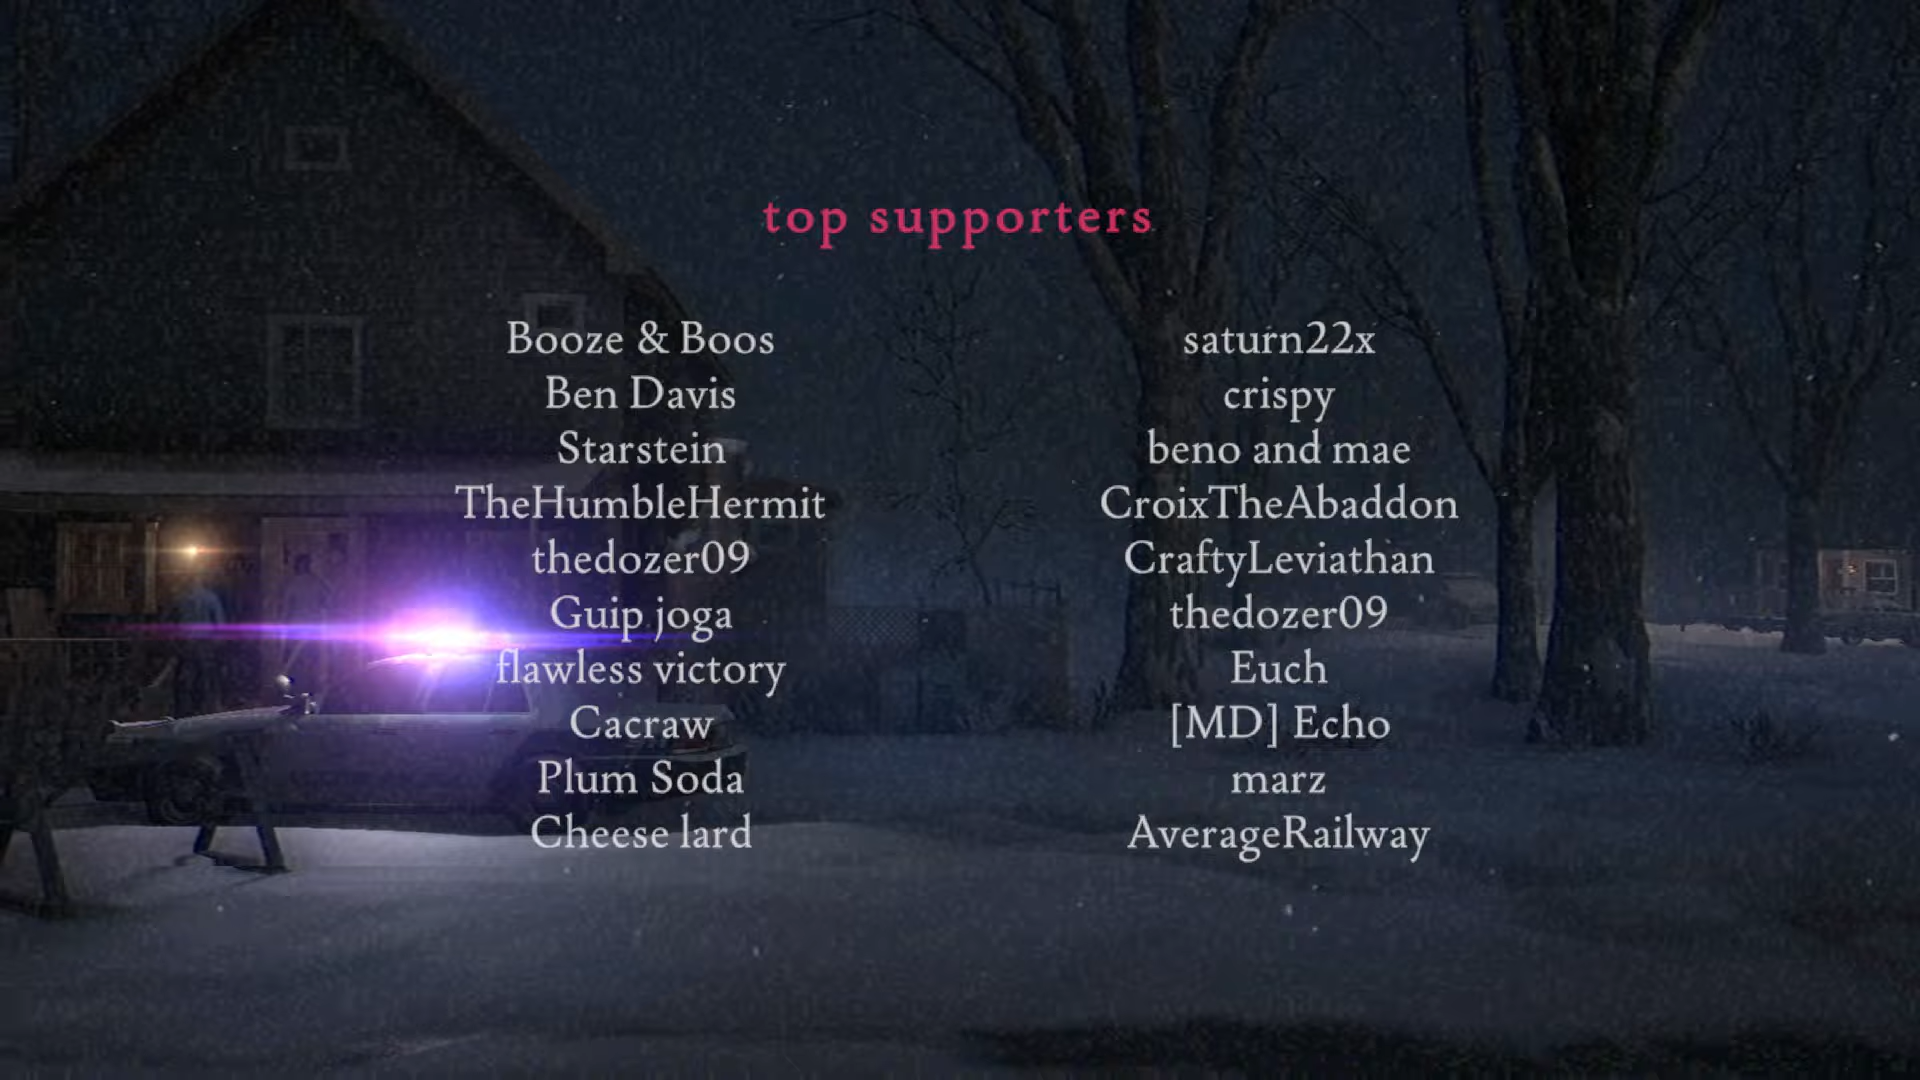 top supporters
Booze & Boos
Ben Davis
Starstein
TheHumbleHermit
thedozer09
Guip joga
flawless victory
Cacraw
Plum Soda
Cheese lard
saturn22x
crispy
beno and mae
CroixTheAbaddon
CraftyLeviathan
thedozer09
Euch
[MD] Echo
marz
AverageRailway